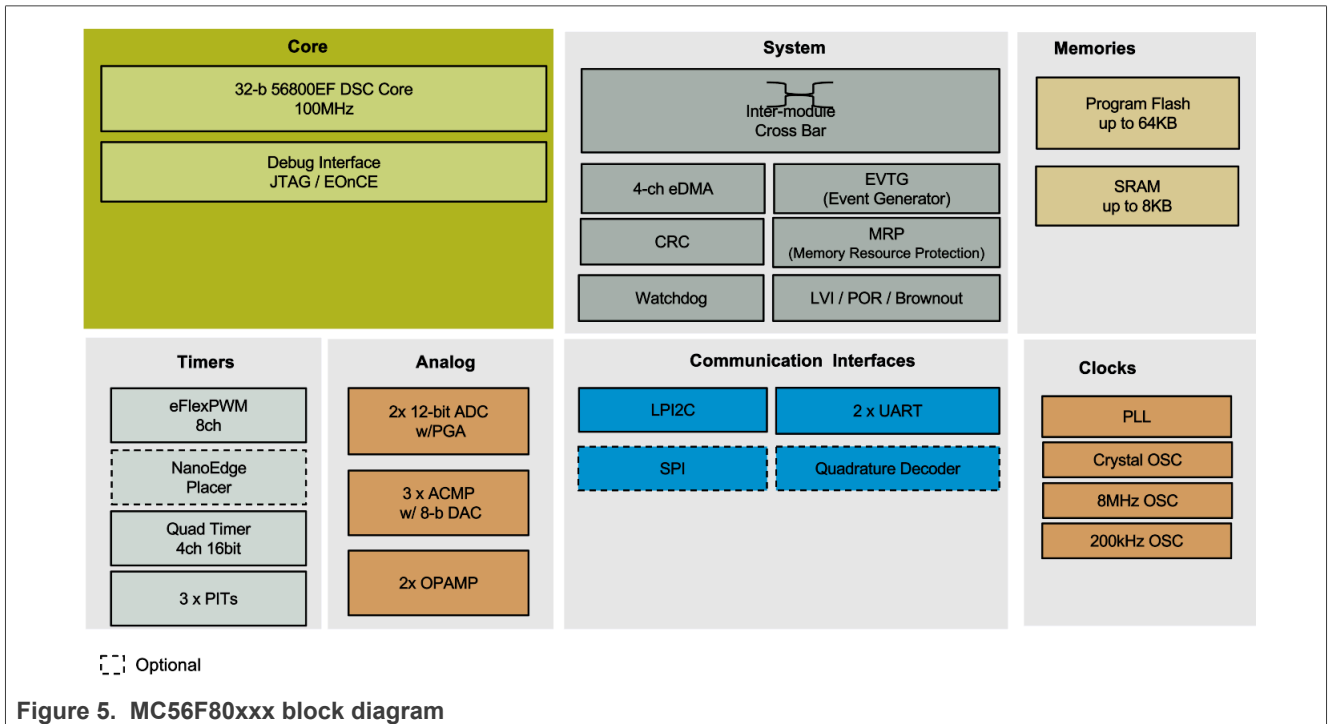 Core
32-b 56800EF DSC Core
100MHz
Debug Interface
JTAG / EOnCE
System
Inter-module
Cross Bar
4-ch eDMA
EVTG
(Event Generator)
CRC
MRP
(Memory Resource Protection)
Watchdog
LVI / POR / Brownout
Memories
Program Flash
up to 64KB
SRAM
up to 8KB
Timers
eFlexPWM
8ch
NanoEdge
Placer
Quad Timer
4ch 16bit
3 x PITs
Analog
2x 12-bit ADC
w/PGA
3 x ACMP
w/ 8-b DAC
2x OPAMP
Communication Interfaces
LPI2C
2 x UART
SPI
Quadrature Decoder
Clocks
PLL
Crystal OSC
8MHz OSC
200kHz OSC
Optional
Figure 5. MC56F80xxx block diagram